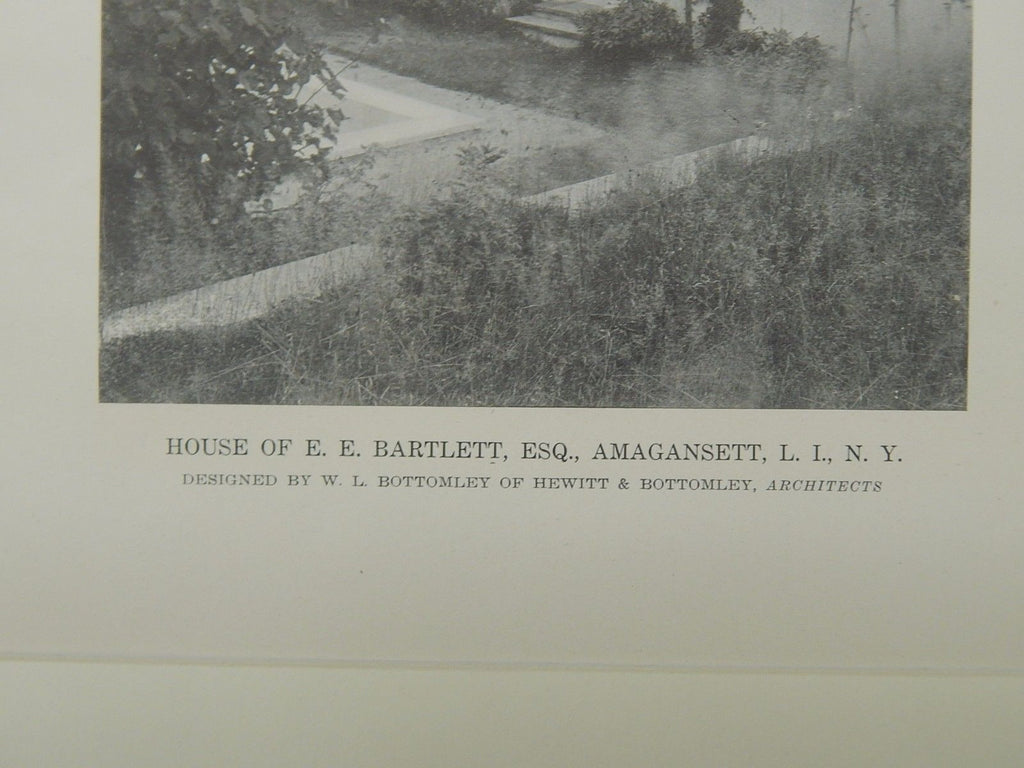 HOUSE OF E. E. BARTLETT, ESQ., AMAGANSETT, L. I., N. Y.
DESIGNED BY W. L. BOTTOMLEY OF HEWITT & BOTTOMLEY, ARCHITECTS